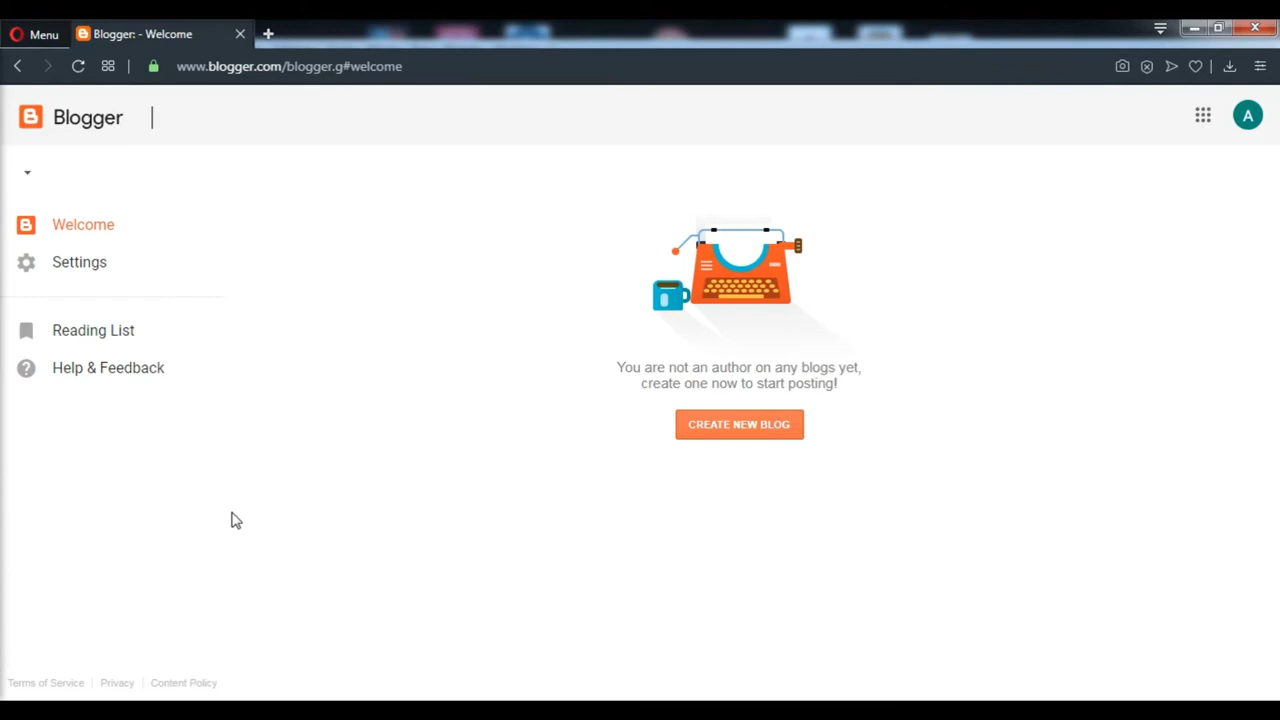 Menu
Blogger: - Welcome
www.blogger.com/blogger.g#welcome
Blogger
A
Welcome
Settings
Reading List
Help & Feedback
You are not an author on any blogs yet,
create one now to start posting!
CREATE NEW BLOG
Terms of Service | Privacy | Content Policy